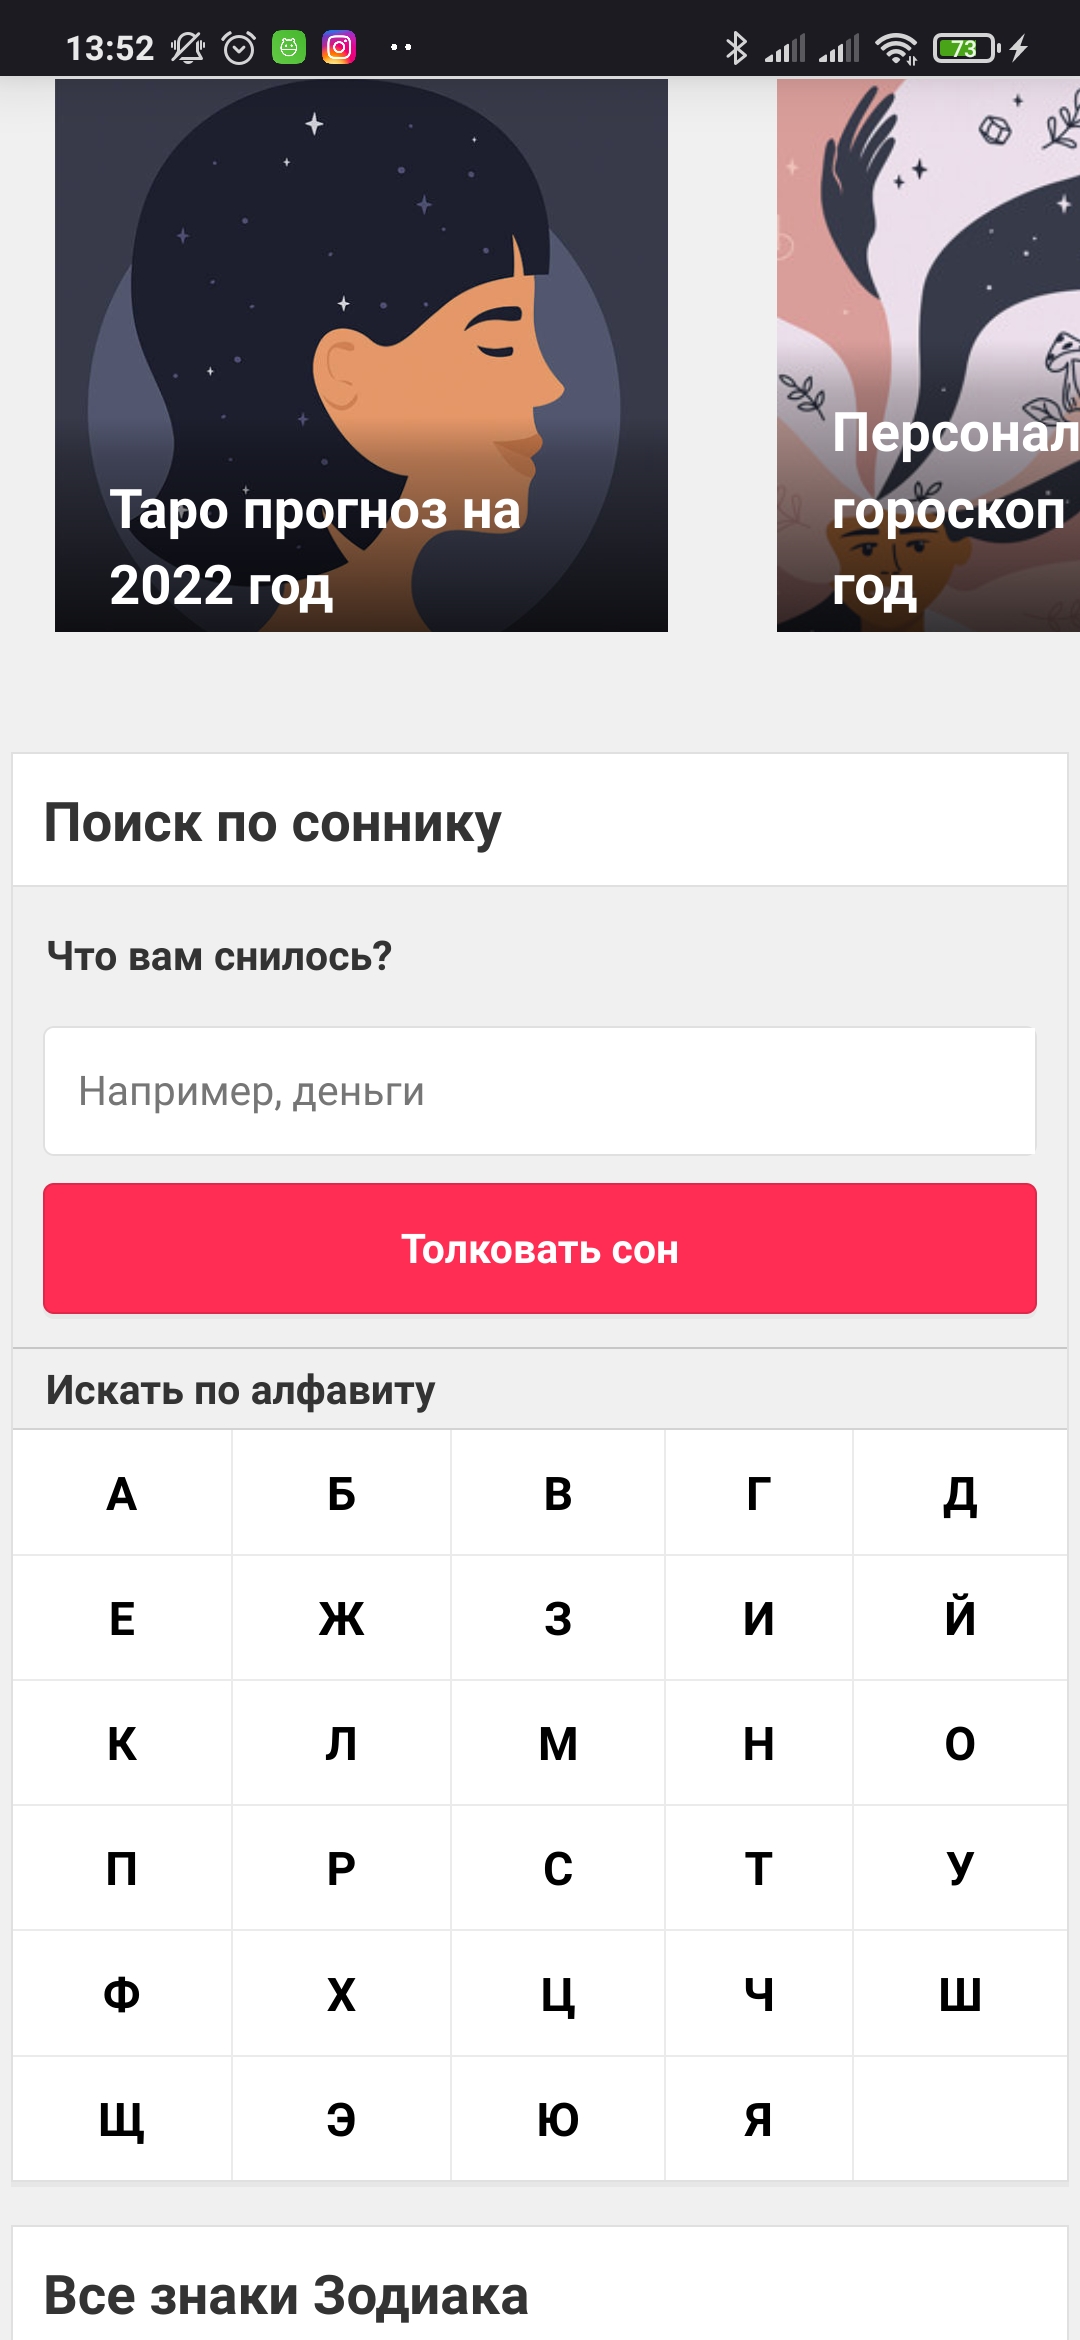 13:52
73
Таро прогноз на
2022 год
Персонал
гороскоп
год
Поиск по соннику
Что вам снилось?
Например, деньги
Толковать сон
Искать по алфавиту
А Б В Г Д
Е Ж З И Й
К Л М Н О
П Р С Т У
Ф Х Ц Ч Ш
Щ Э Ю Я
Все знаки Зодиака